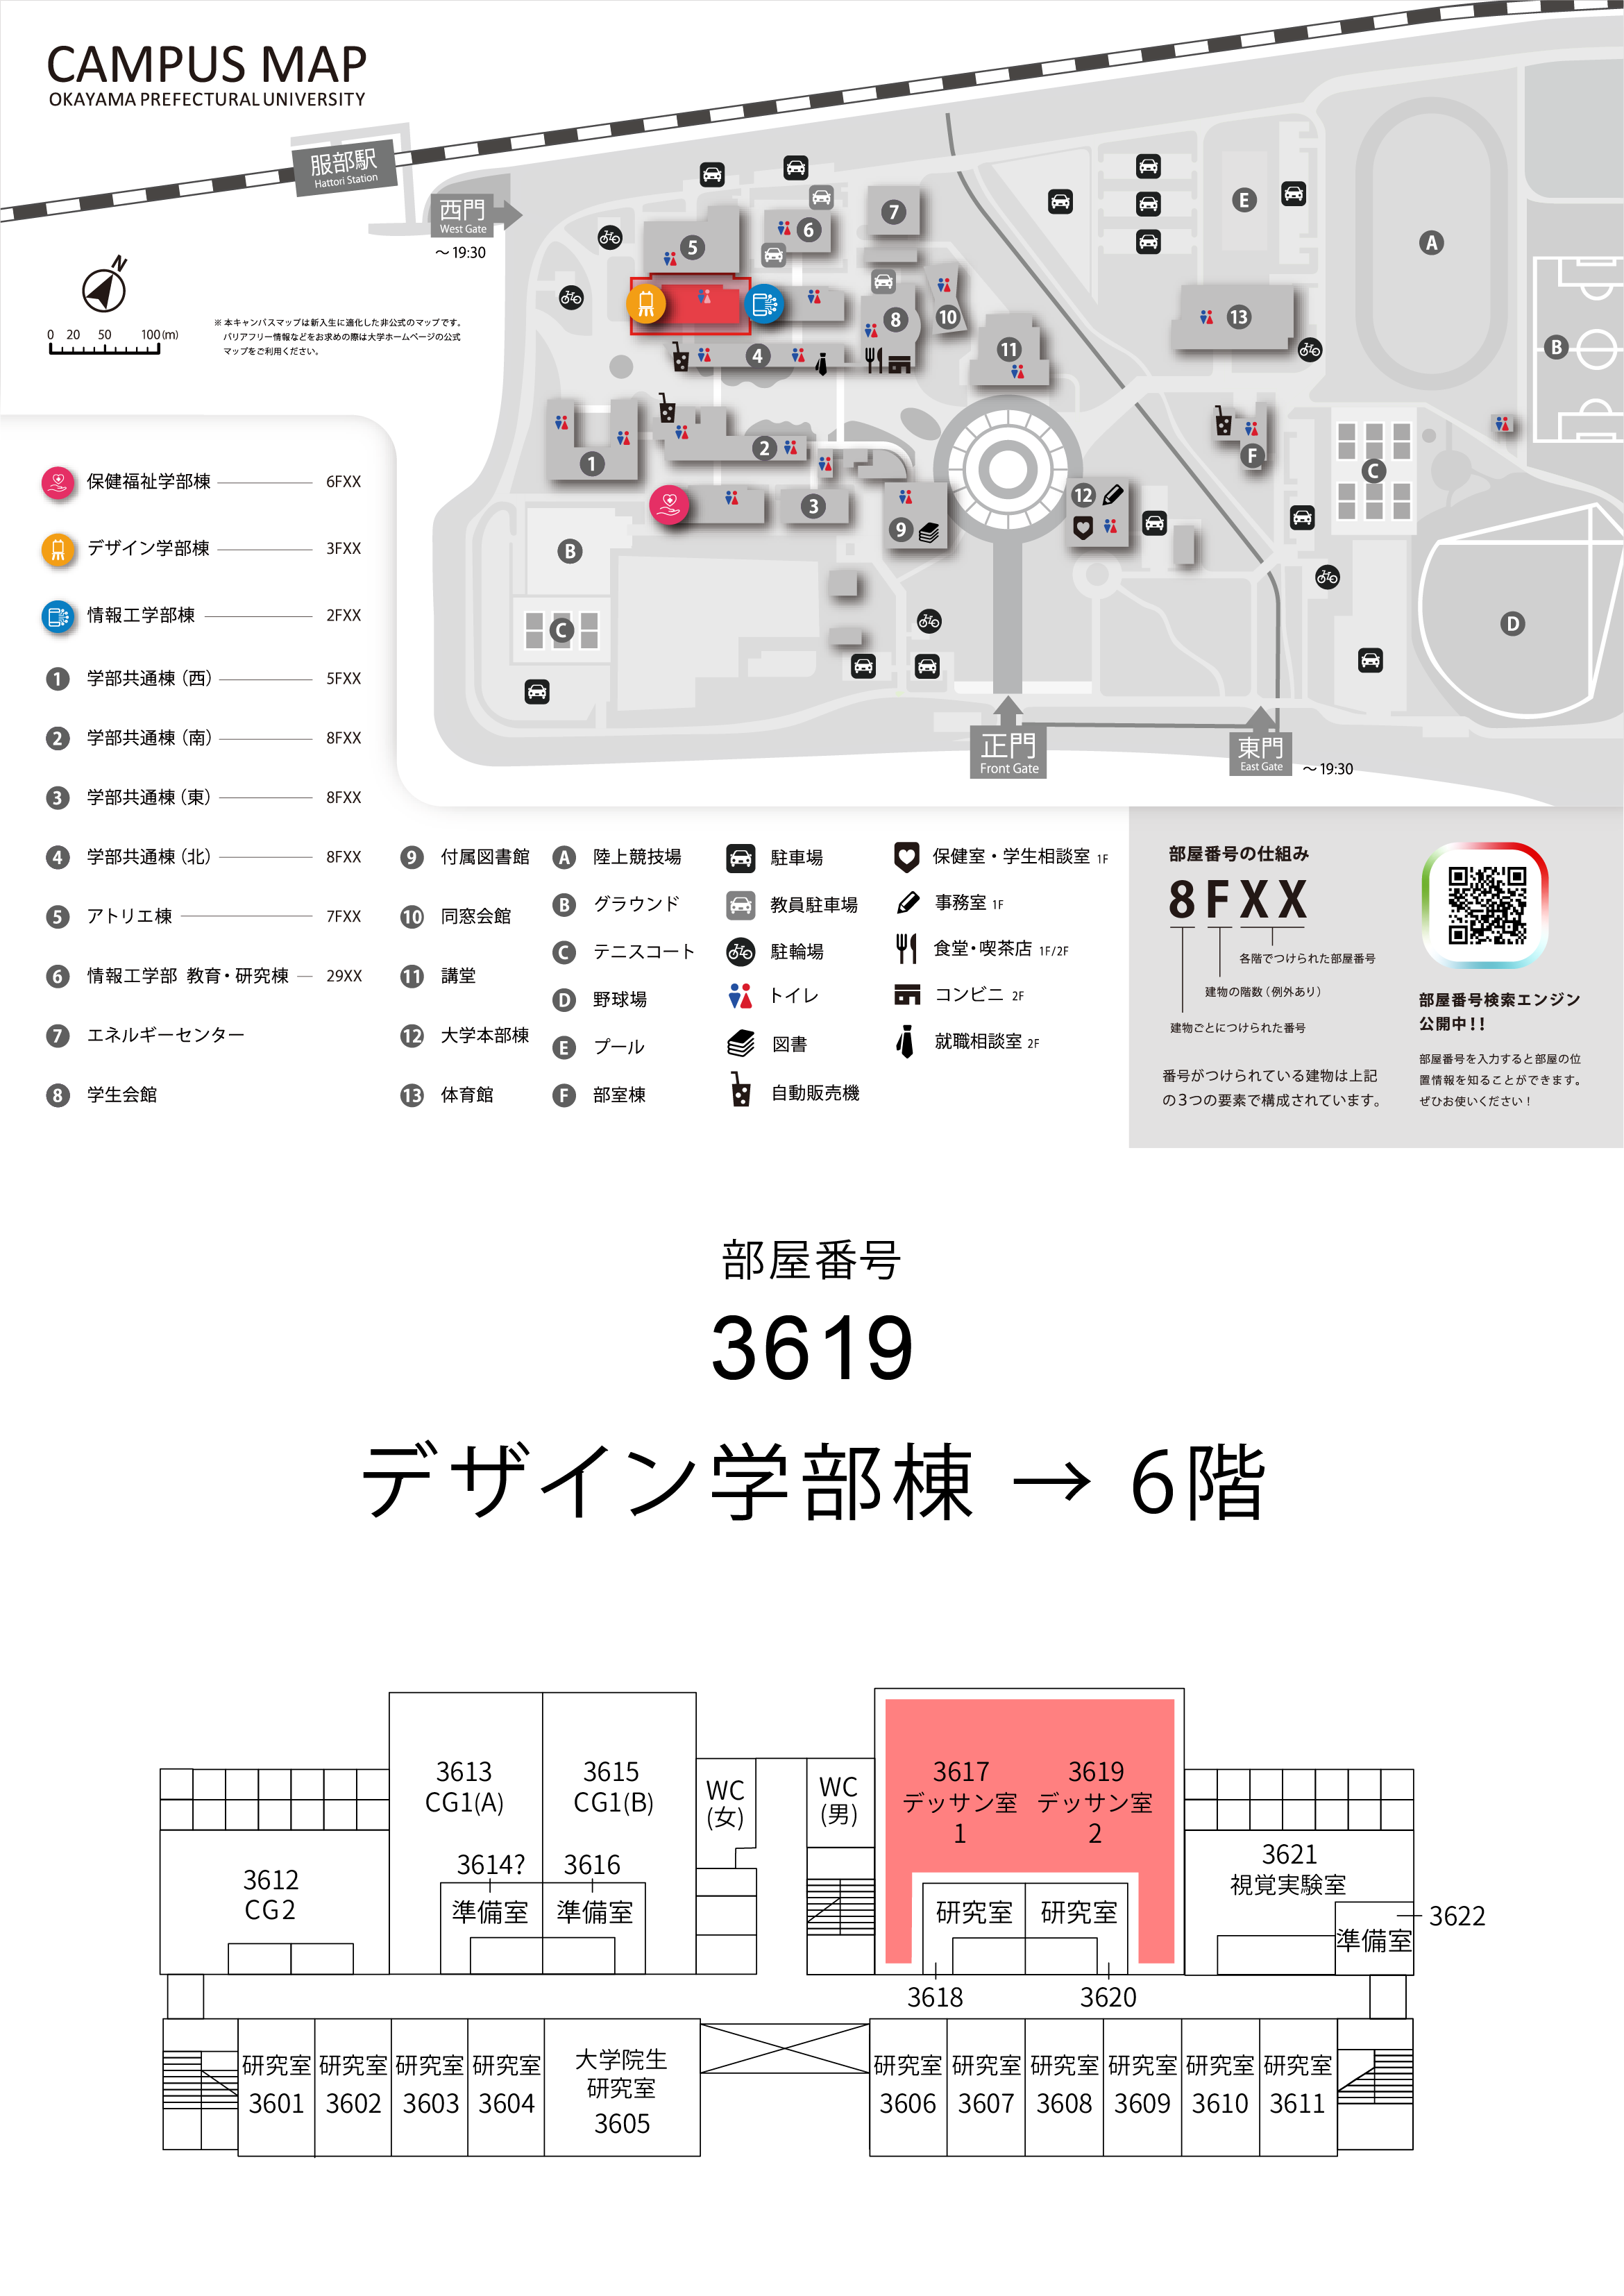 CAMPUS MAP
OKAYAMA PREFECTURAL UNIVERSITY
服部駅
Hattori Station
西門
West Gate
～19:30
N
0 20 50 100(m)
※ 本キャンパスマップは新入生に適化した非公式のマップです。
バリアフリー情報などをお求めの際は大学ホームページの公式
マップをご利用ください。
7
6
5
E
A
8
10
13
11
4
B
1
2
F
C
3
9
12
B
C
D
正門
Front Gate
東門
East Gate
～19:30
保健福祉学部棟 6FXX
デザイン学部棟 3FXX
情報工学部棟 2FXX
1 学部共通棟（西） 5FXX
2 学部共通棟（南） 8FXX
3 学部共通棟（東） 8FXX
4 学部共通棟（北） 8FXX
5 アトリエ棟 7FXX
6 情報工学部 教育・研究棟 29XX
7 エネルギーセンター
8 学生会館
9 付属図書館
10 同窓会館
11 講堂
12 大学本部棟
13 体育館
A 陸上競技場
B グラウンド
C テニスコート
D 野球場
E プール
F 部室棟
駐車場
教員駐車場
駐輪場
トイレ
図書
自動販売機
保健室・学生相談室 1F
事務室 1F
食堂・喫茶店 1F/2F
コンビニ 2F
就職相談室 2F
部屋番号の仕組み
8FXX
各階でつけられた部屋番号
建物の階数（例外あり）
建物ごとにつけられた番号
番号がつけられている建物は上記
の3つの要素で構成されています。
部屋番号検索エンジン
公開中！！
部屋番号を入力すると部屋の位
置情報を知ることができます。
ぜひお使いください！
部屋番号
3619
デザイン学部棟 → 6階
3613
CG1(A)
3615
CG1(B)
WC
(女)
WC
(男)
3617
デッサン室
1
3619
デッサン室
2
3612
CG2
3614?
準備室
3616
準備室
研究室
研究室
3621
視覚実験室
3622
準備室
3618
3620
研究室
3601
研究室
3602
研究室
3603
研究室
3604
大学院生
研究室
3605
研究室
3606
研究室
3607
研究室
3608
研究室
3609
研究室
3610
研究室
3611